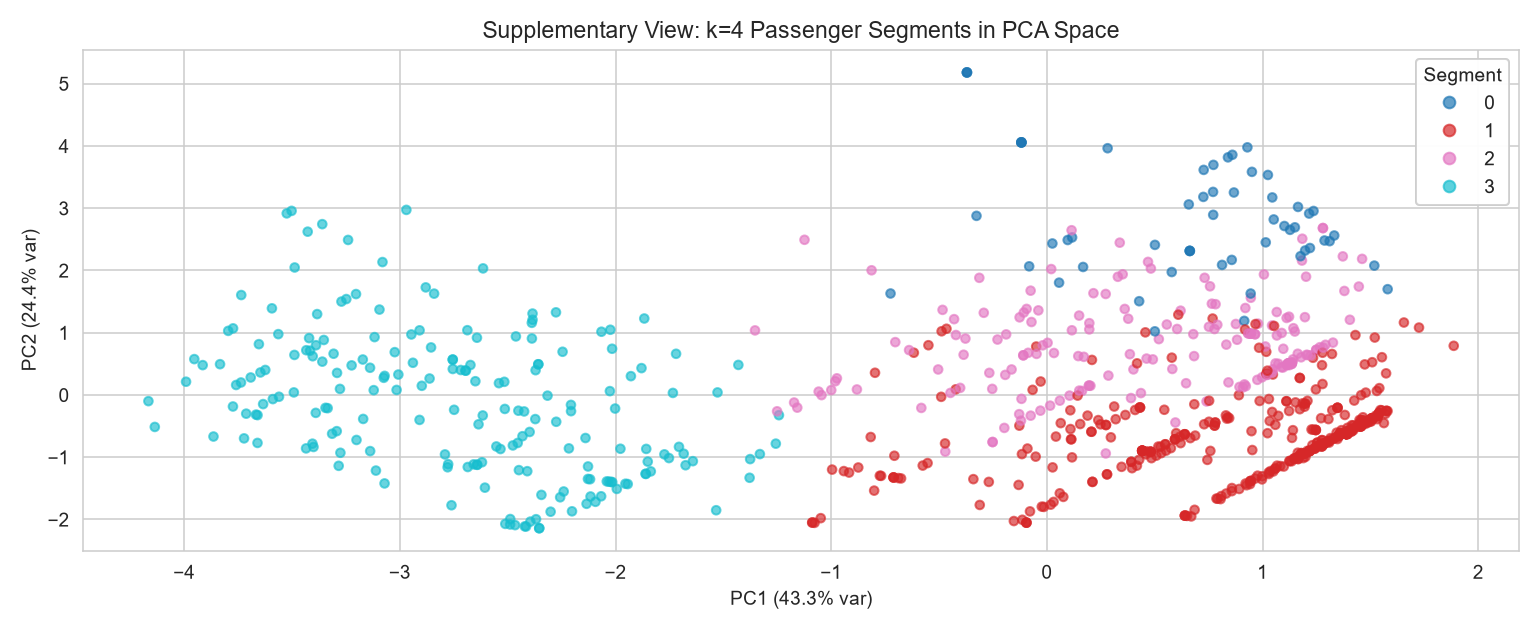 Supplementary View: k=4 Passenger Segments in PCA Space
Segment
0
1
2
3
5
4
3
2
1
0
−1
−2
PC2 (24.4% var)
−4 −3 −2 −1 0 1 2
PC1 (43.3% var)